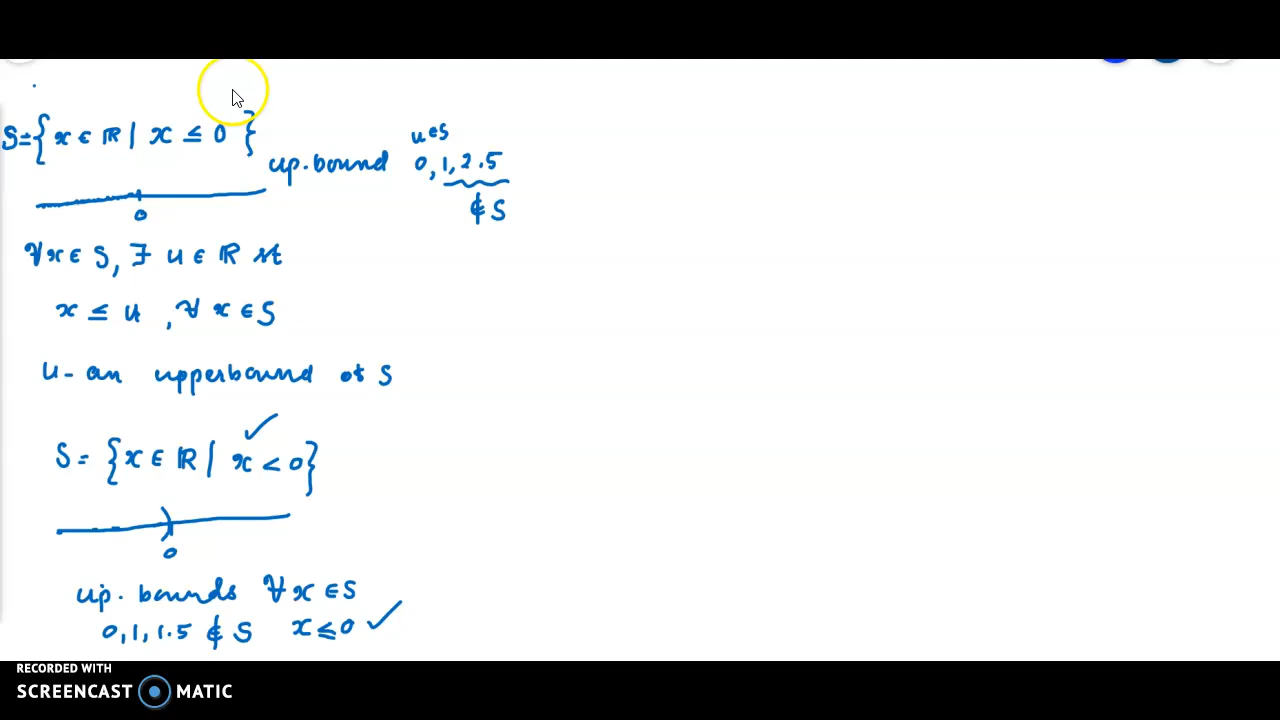 S = {x ∈ ℝ | x ≤ 0}
u ∈ S
up. bound 0, 1, 2.5
∉ S
0
∀x ∈ S, ∃ u ∈ ℝ st
x ≤ u, ∀ x ∈ S
u - an upperbound of S
S = {x ∈ ℝ | x < 0} ✓
0
up. bounds ∀ x ∈ S
0, 1, 1.5 ∉ S x ≤ 0 ✓
RECORDED WITH
SCREENCAST MATIC